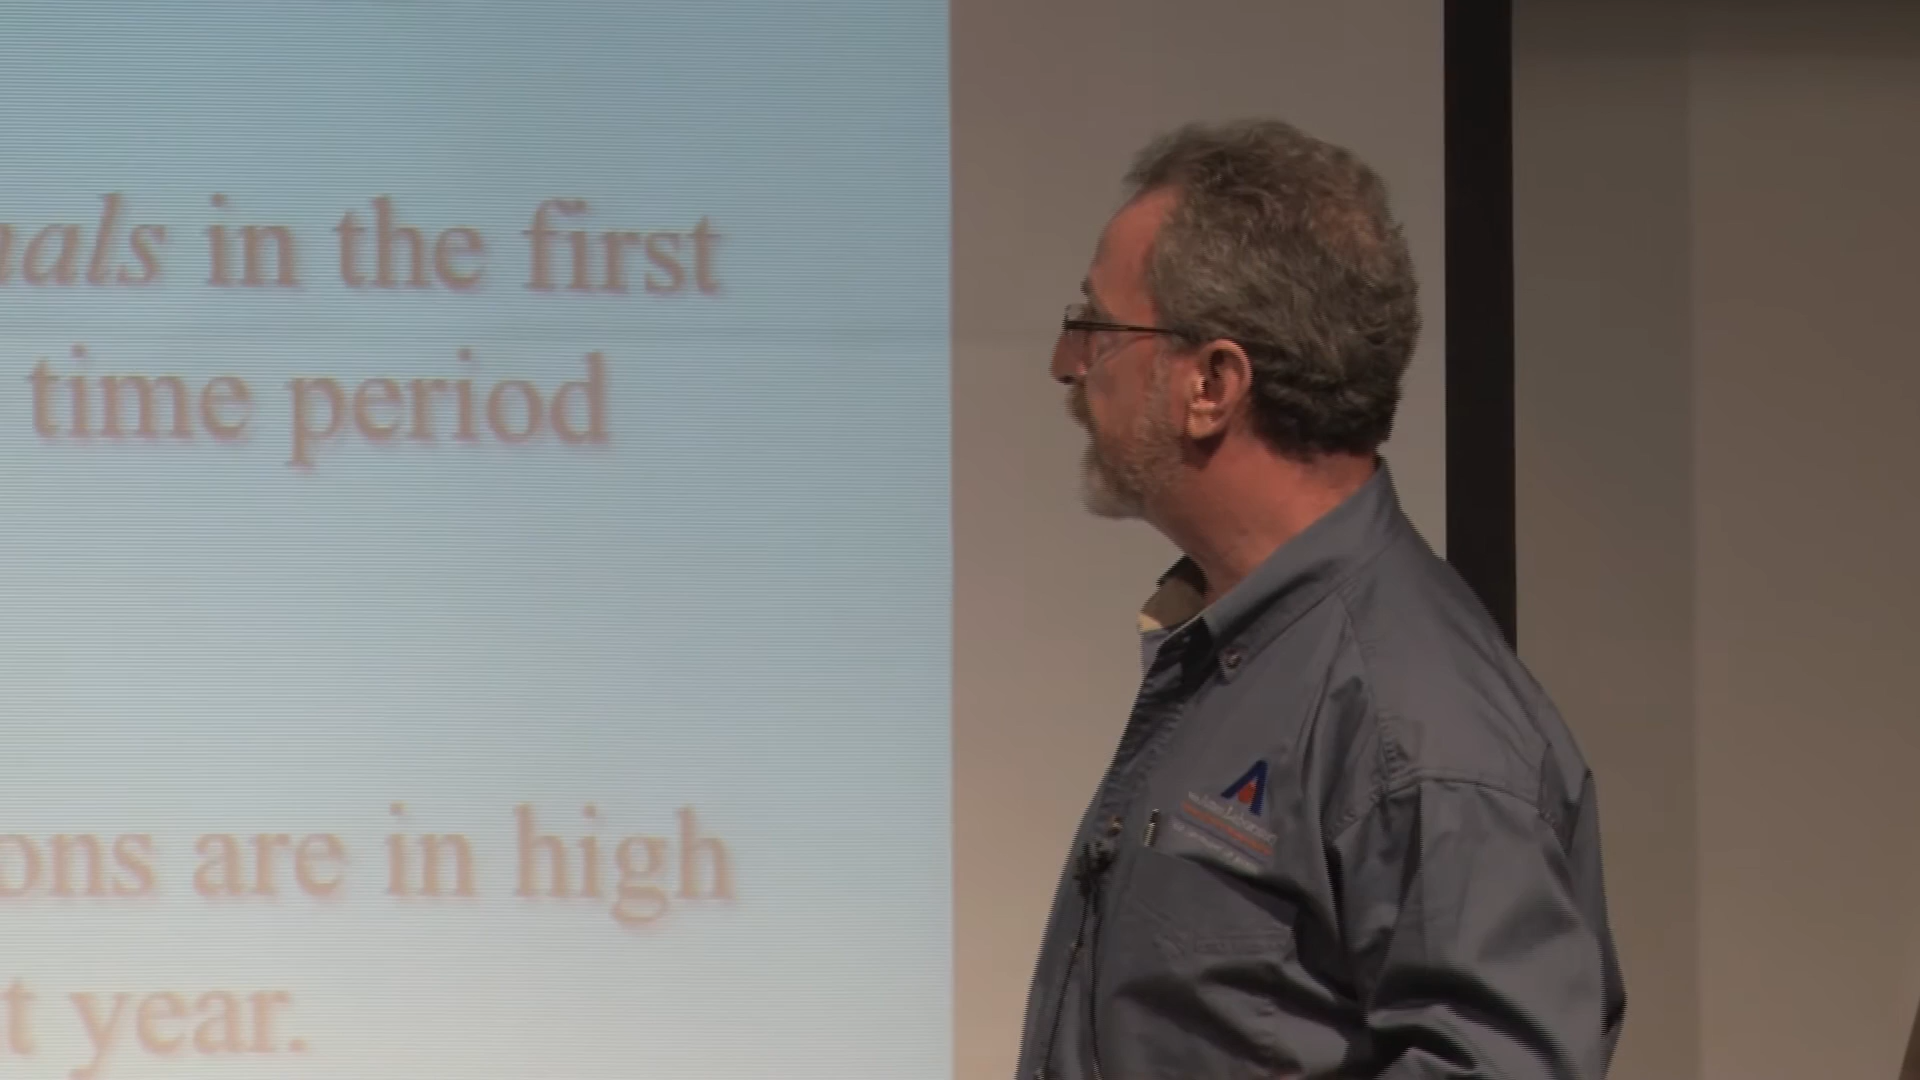 als in the first
time period
ons are in high
t year.